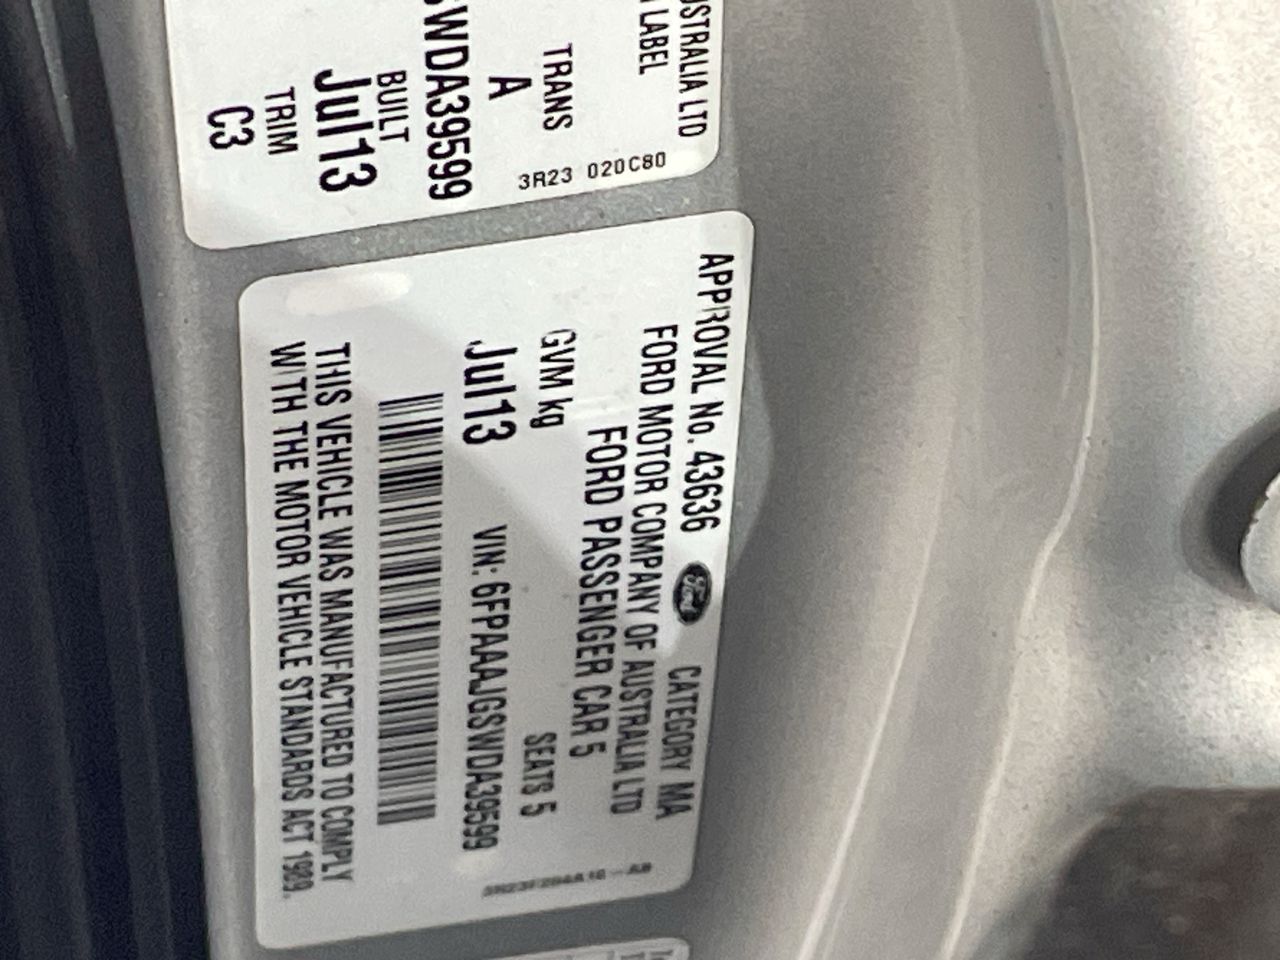 USTRALIA LTD
LABEL
TRANS
A
SWDA39599
BUILT
Jul13
TRIM
C3
3R23 020C80
APPROVAL No. 43636 Ford CATEGORY MA
FORD MOTOR COMPANY OF AUSTRALIA LTD
FORD PASSENGER CAR 5
GVM kg SEATS 5
Jul13 VIN: 6FPAAAJGSWDA39599
THIS VEHICLE WAS MANUFACTURED TO COMPLY
WITH THE MOTOR VEHICLE STANDARDS ACT 1989.